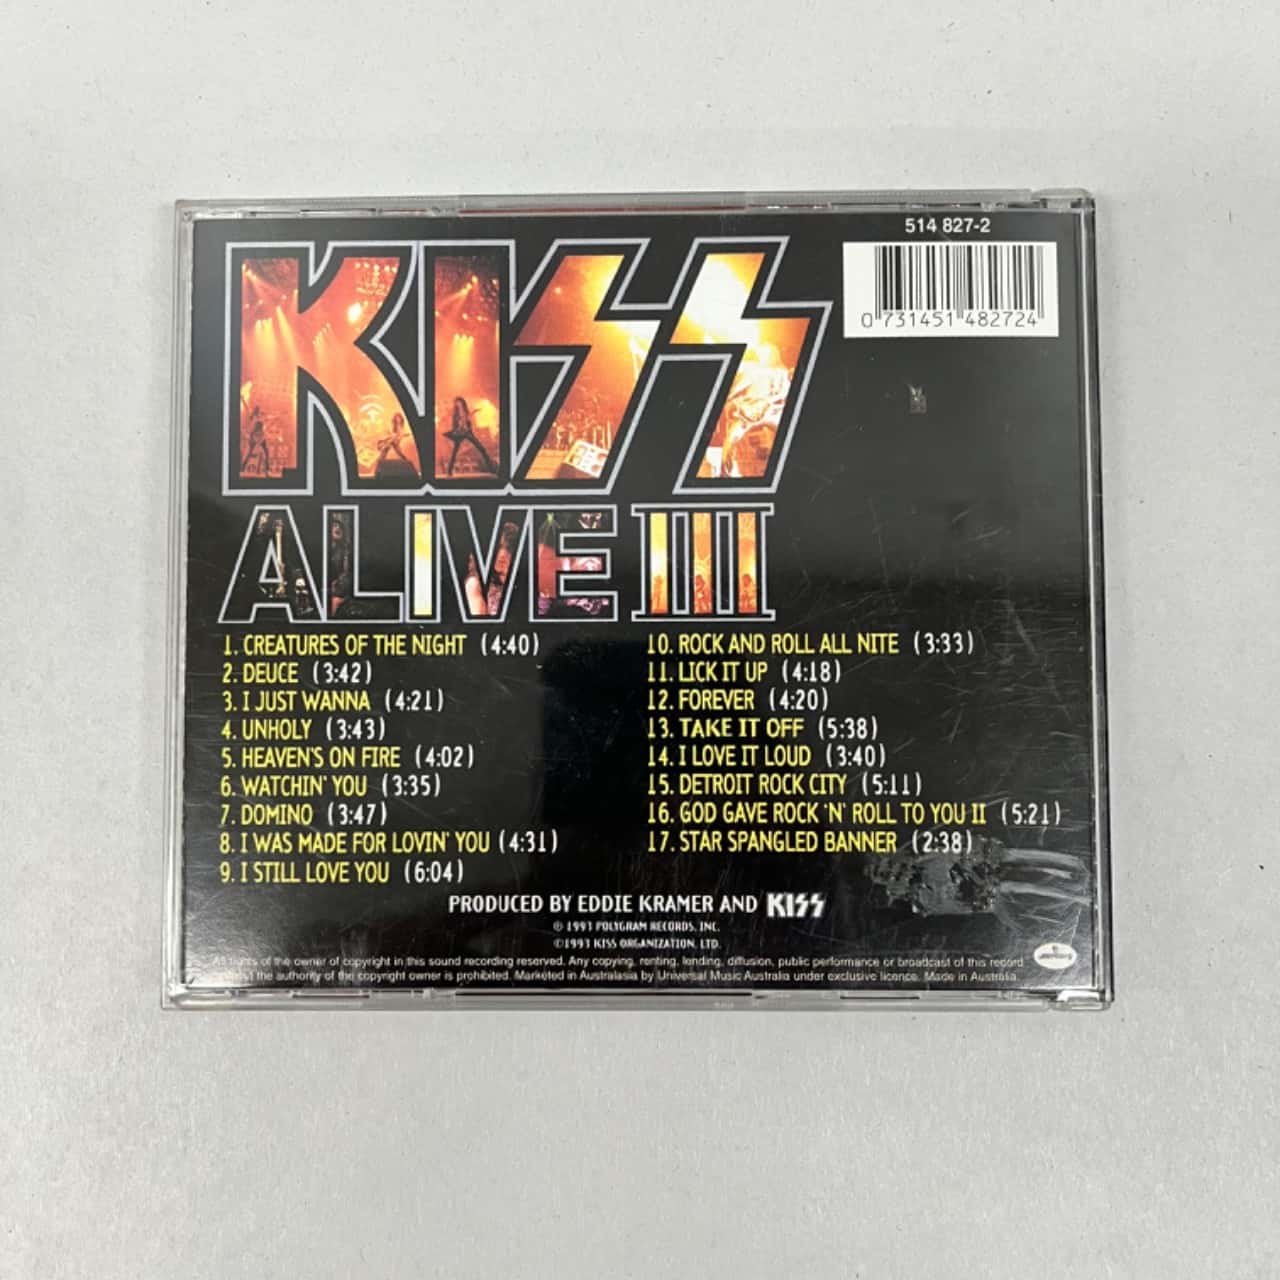 514 827-2
0 731451 482724
KISS
ALIVE III
1. CREATURES OF THE NIGHT (4:40)
2. DEUCE (3:42)
3. I JUST WANNA (4:21)
4. UNHOLY (3:43)
5. HEAVEN'S ON FIRE (4:02)
6. WATCHIN' YOU (3:35)
7. DOMINO (3:47)
8. I WAS MADE FOR LOVIN' YOU (4:31)
9. I STILL LOVE YOU (6:04)
10. ROCK AND ROLL ALL NITE (3:33)
11. LICK IT UP (4:18)
12. FOREVER (4:20)
13. TAKE IT OFF (5:38)
14. I LOVE IT LOUD (3:40)
15. DETROIT ROCK CITY (5:11)
16. GOD GAVE ROCK 'N' ROLL TO YOU II (5:21)
17. STAR SPANGLED BANNER (2:38)
PRODUCED BY EDDIE KRAMER AND KISS
℗ 1993 POLYGRAM RECORDS, INC.
©1993 KISS ORGANIZATION, LTD.
All rights of the owner of copyright in this sound recording reserved. Any copying, renting, lending, diffusion, public performance or broadcast of this record
without the authority of the copyright owner is prohibited. Marketed in Australasia by Universal Music Australia under exclusive licence. Made in Australia.